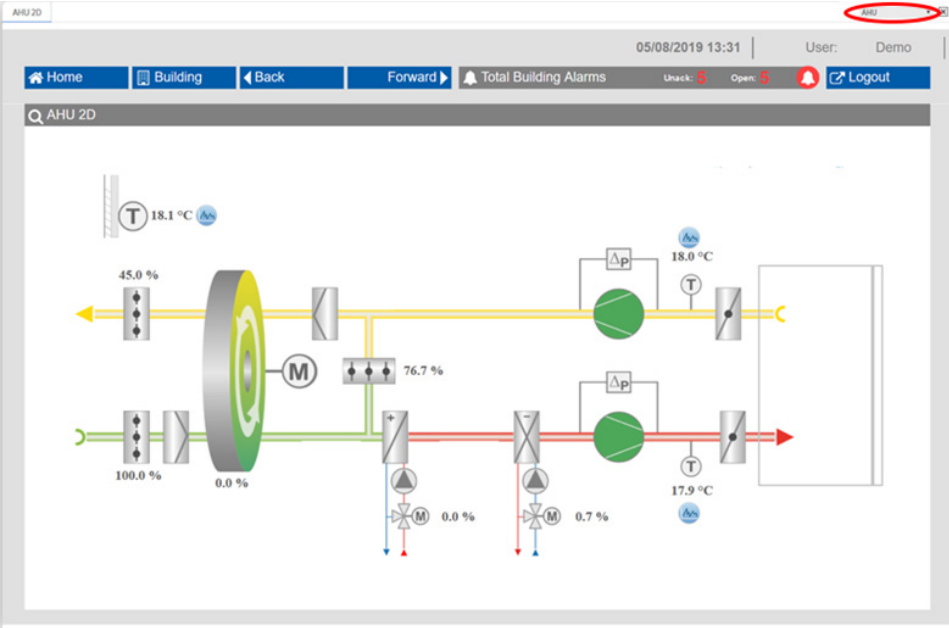 AHU 2D
AHU
05/08/2019 13:31 User: Demo
Home Building Back Forward Total Building Alarms Unack: 5 Open: 5 Logout
AHU 2D
T 18.1 °C
45.0 %
ΔP
18.0 °C
T
M
76.7 %
ΔP
+
−
100.0 %
0.0 %
T
17.9 °C
M 0.0 %
M 0.7 %